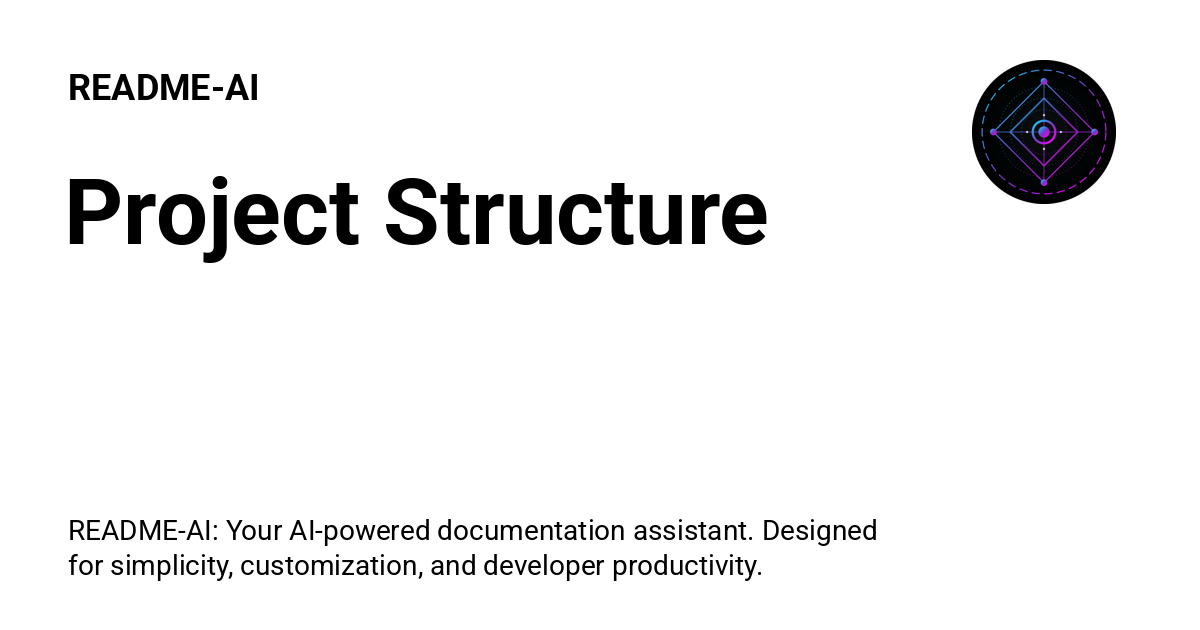 README-AI
Project Structure
README-AI: Your AI-powered documentation assistant. Designed
for simplicity, customization, and developer productivity.